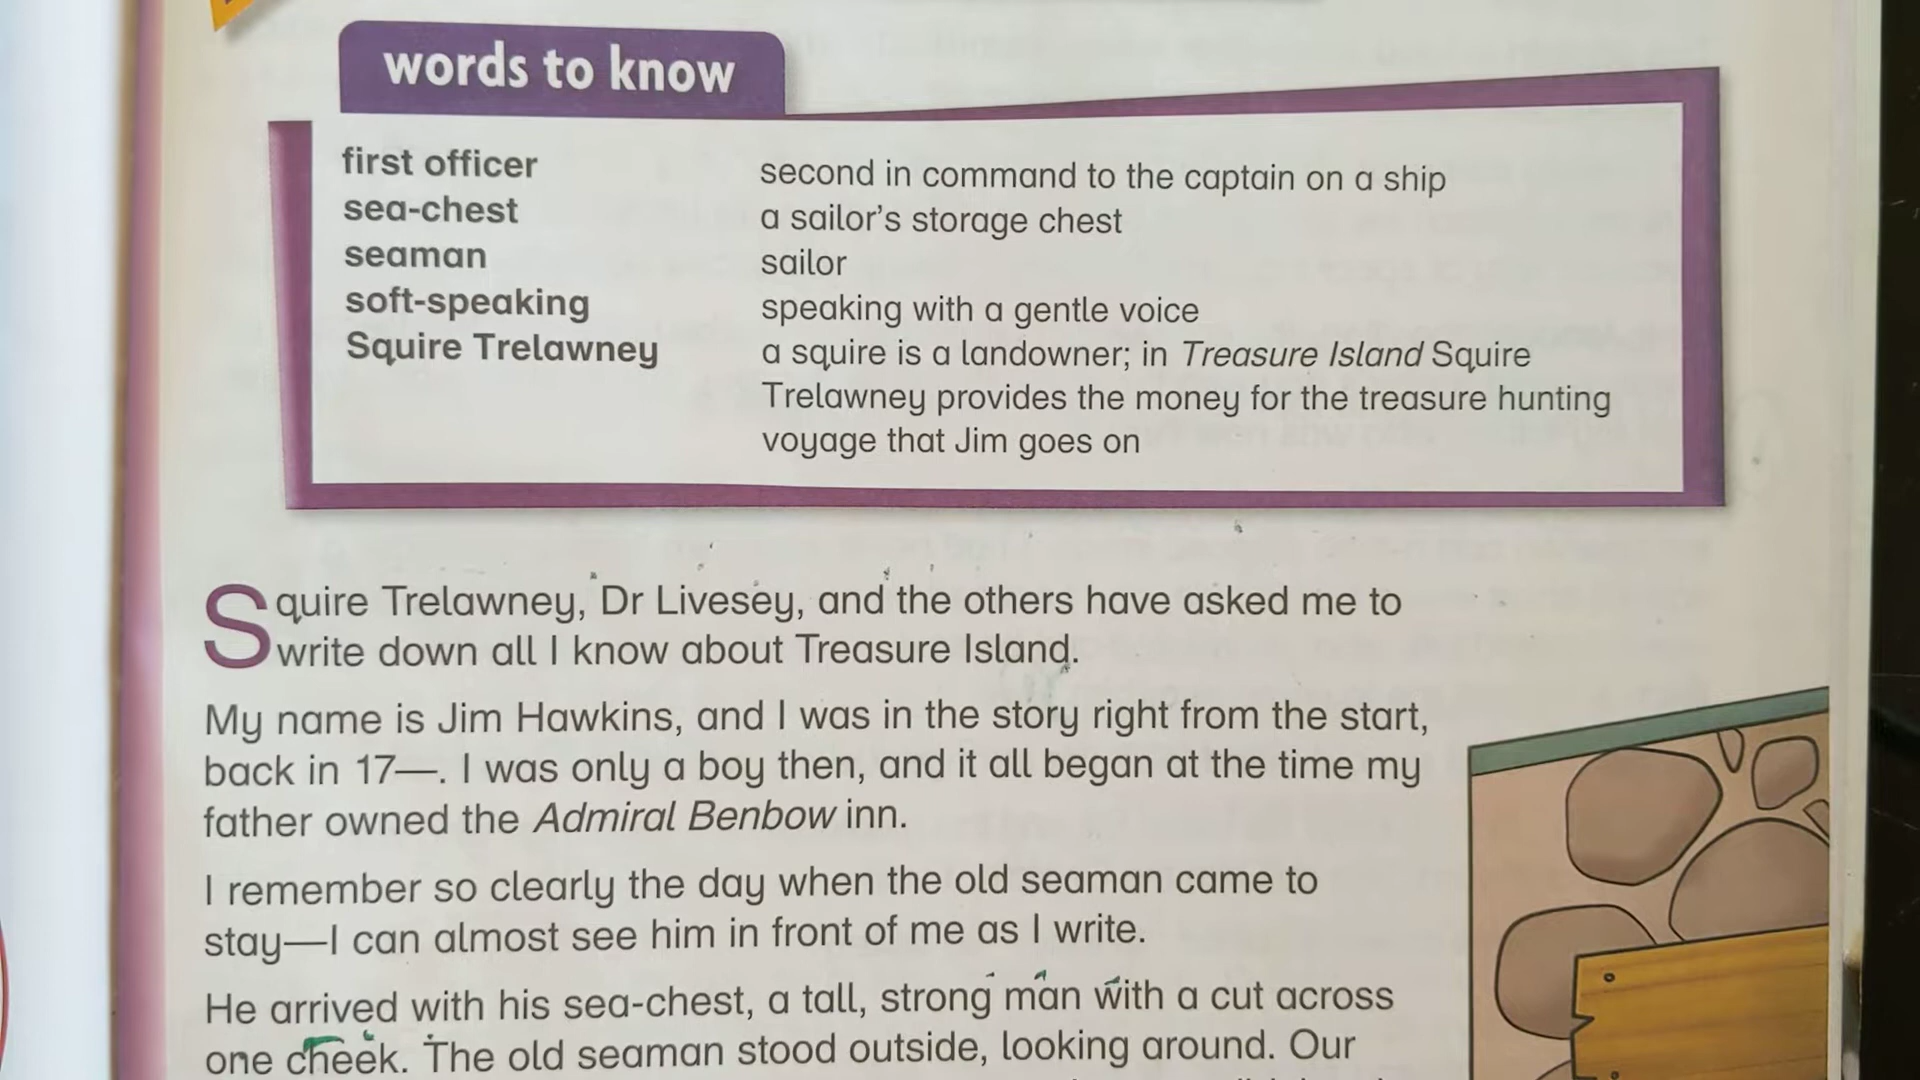 words to know
first officer second in command to the captain on a ship
sea-chest a sailor's storage chest
seaman sailor
soft-speaking speaking with a gentle voice
Squire Trelawney a squire is a landowner; in Treasure Island Squire
Trelawney provides the money for the treasure hunting
voyage that Jim goes on
Squire Trelawney, Dr Livesey, and the others have asked me to
write down all I know about Treasure Island.
My name is Jim Hawkins, and I was in the story right from the start,
back in 17—. I was only a boy then, and it all began at the time my
father owned the Admiral Benbow inn.
I remember so clearly the day when the old seaman came to
stay—I can almost see him in front of me as I write.
He arrived with his sea-chest, a tall, strong man with a cut across
one cheek. The old seaman stood outside, looking around. Our